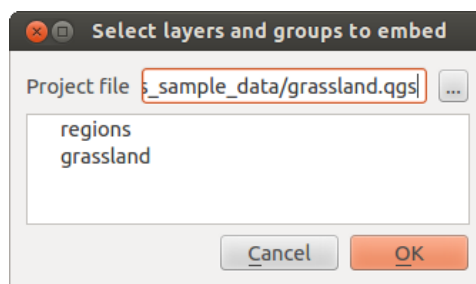 Select layers and groups to embed
Project file s_sample_data/grassland.qgs ...
regions
grassland
Cancel OK